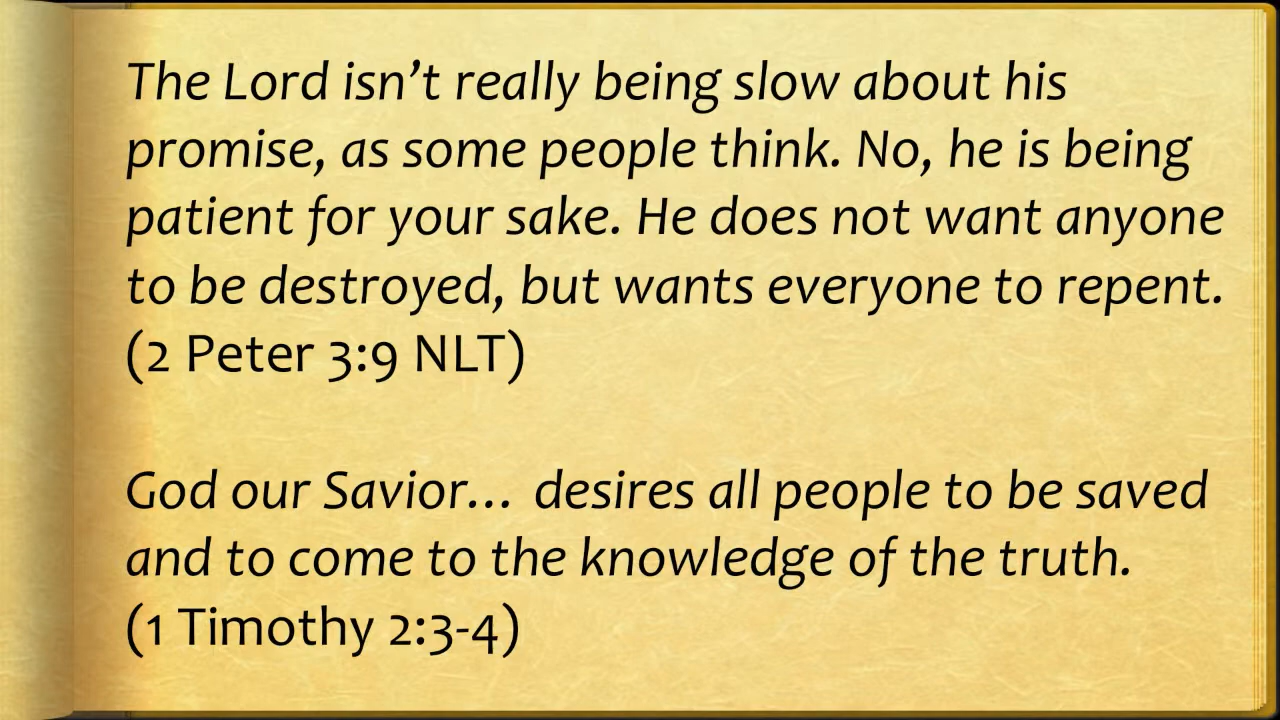 The Lord isn’t really being slow about his
promise, as some people think. No, he is being
patient for your sake. He does not want anyone
to be destroyed, but wants everyone to repent.
(2 Peter 3:9 NLT)
God our Savior… desires all people to be saved
and to come to the knowledge of the truth.
(1 Timothy 2:3-4)